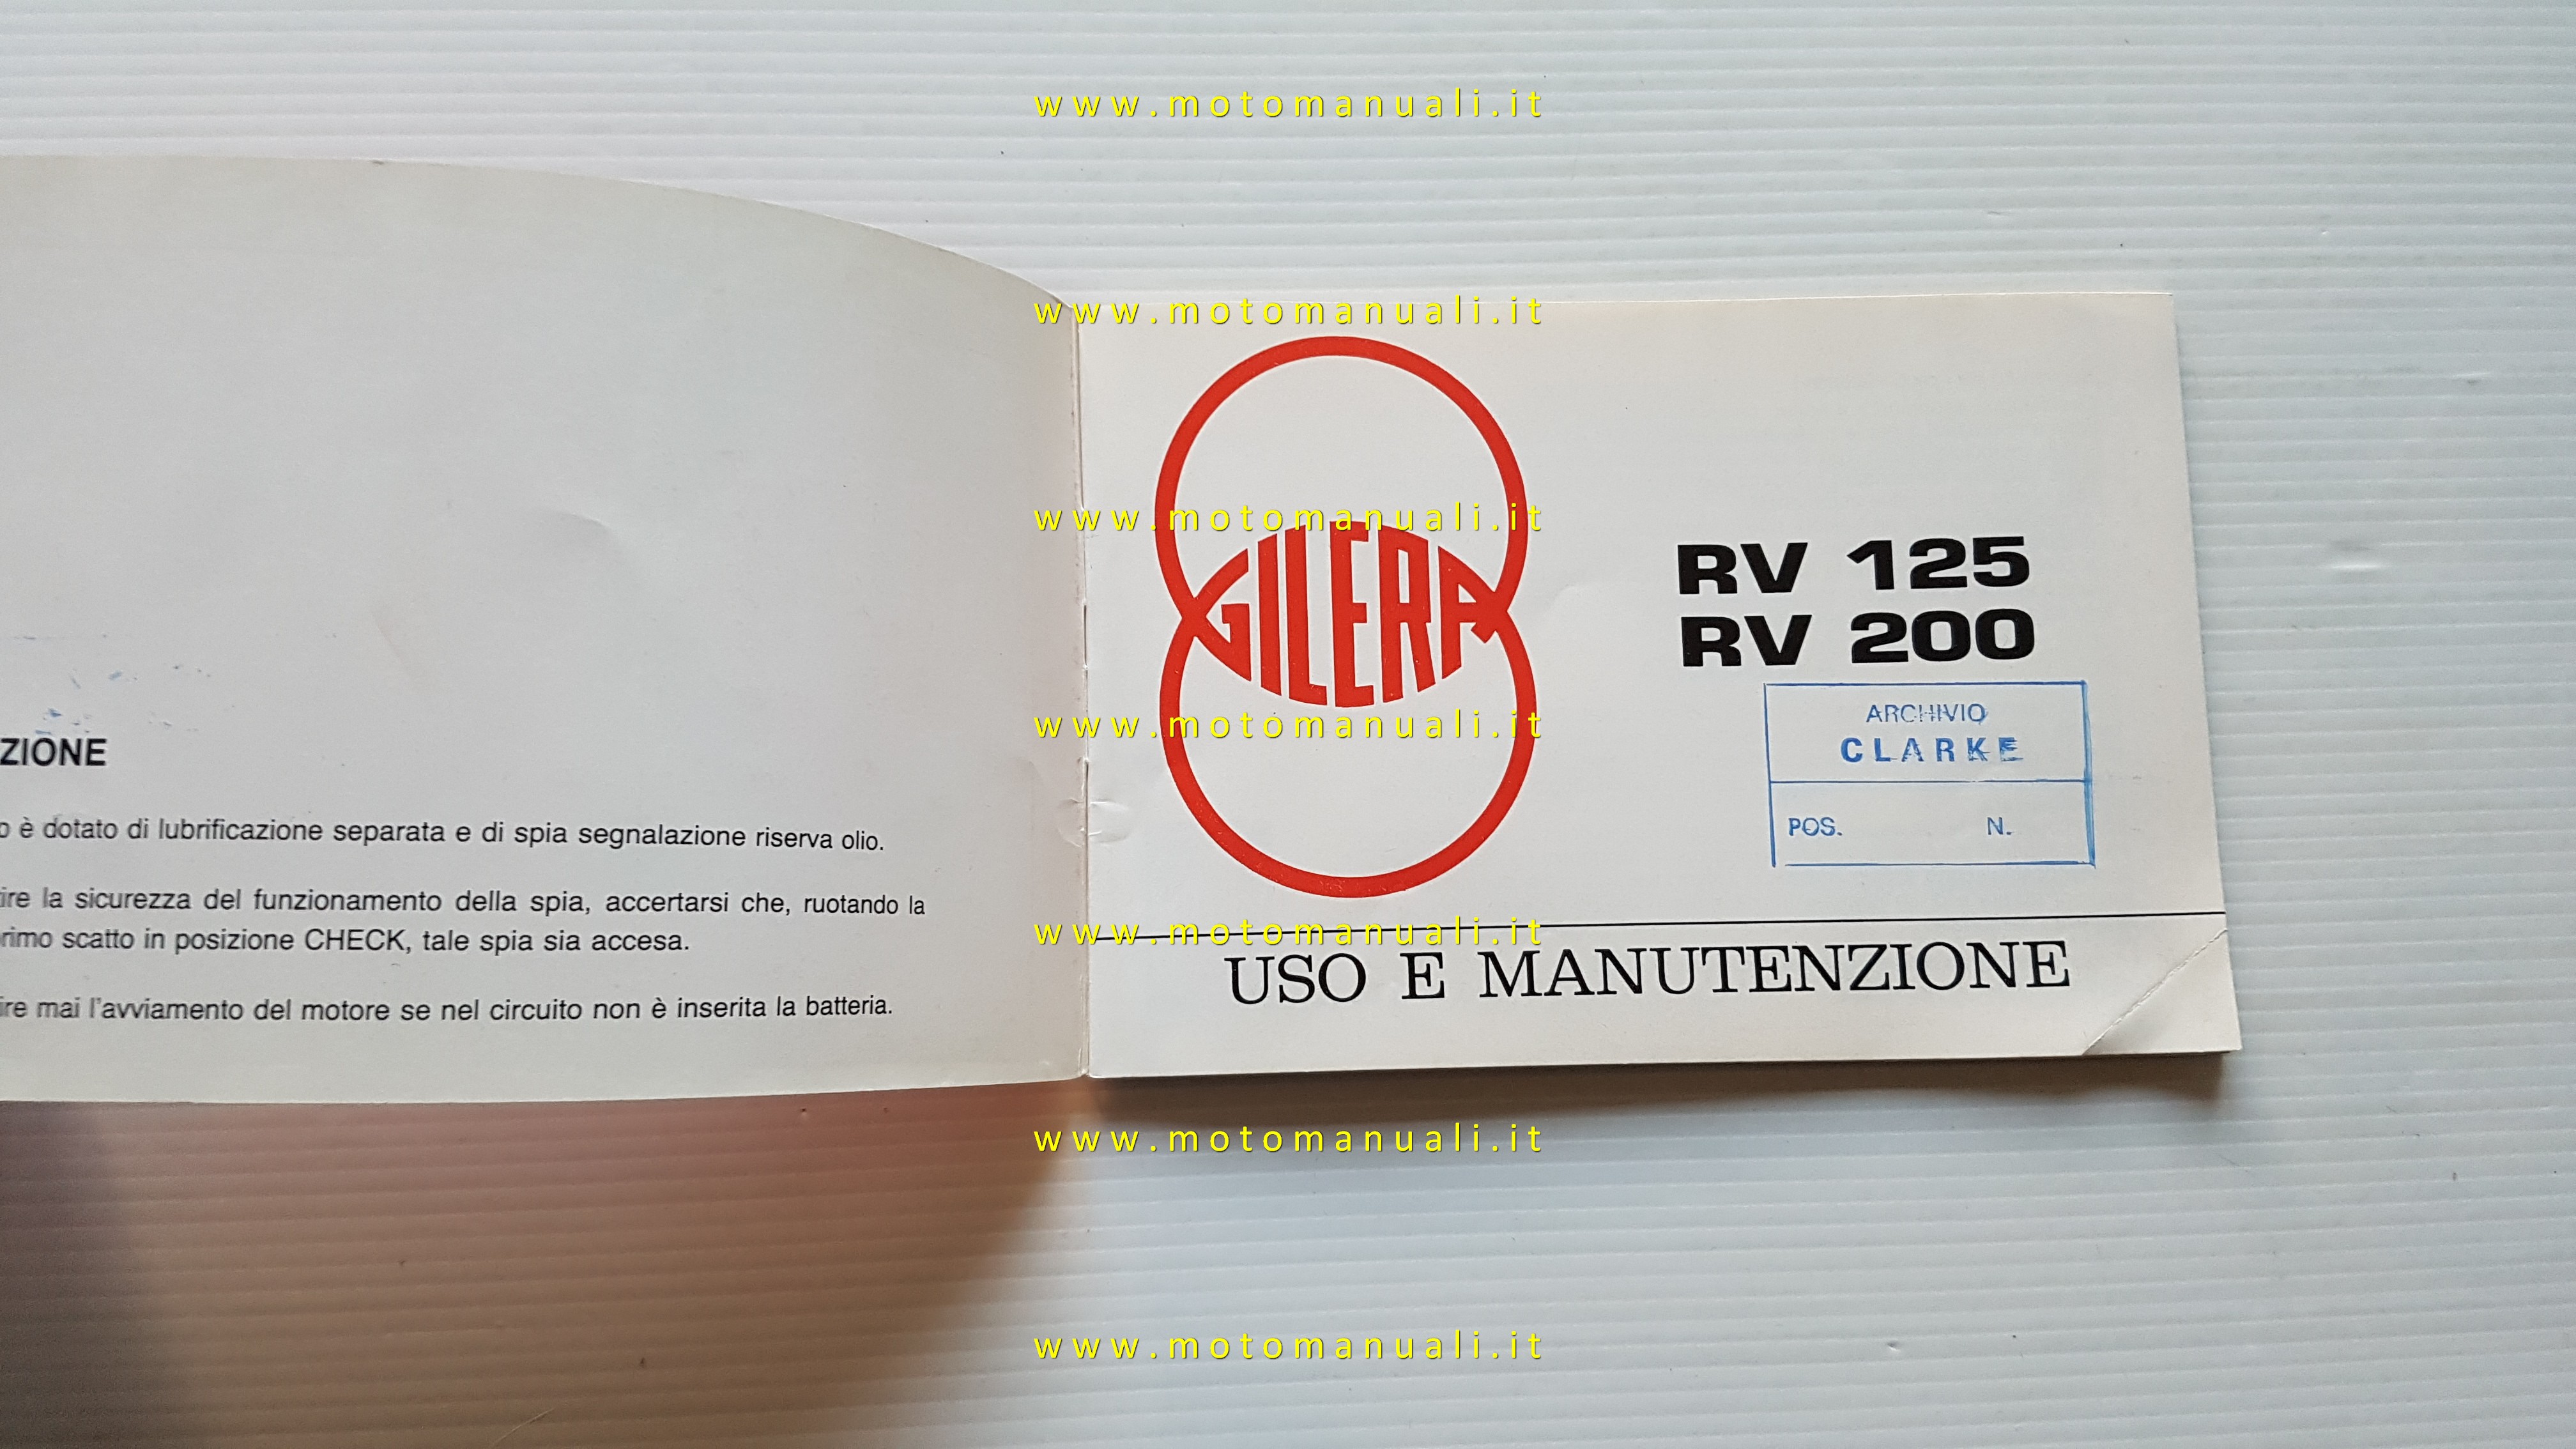 www.motomanuali.it
www.motomanuali.it
www.motomanuali.it
www.motomanuali.it
www.motomanuali.it
www.motomanuali.it
www.motomanuali.it
ZIONE
o è dotato di lubrificazione separata e di spia segnalazione riserva olio.
ire la sicurezza del funzionamento della spia, accertarsi che, ruotando la
rimo scatto in posizione CHECK, tale spia sia accesa.
ire mai l'avviamento del motore se nel circuito non è inserita la batteria.
GILERA
RV 125
RV 200
ARCHIVIO
CLARKE
POS. N.
USO E MANUTENZIONE